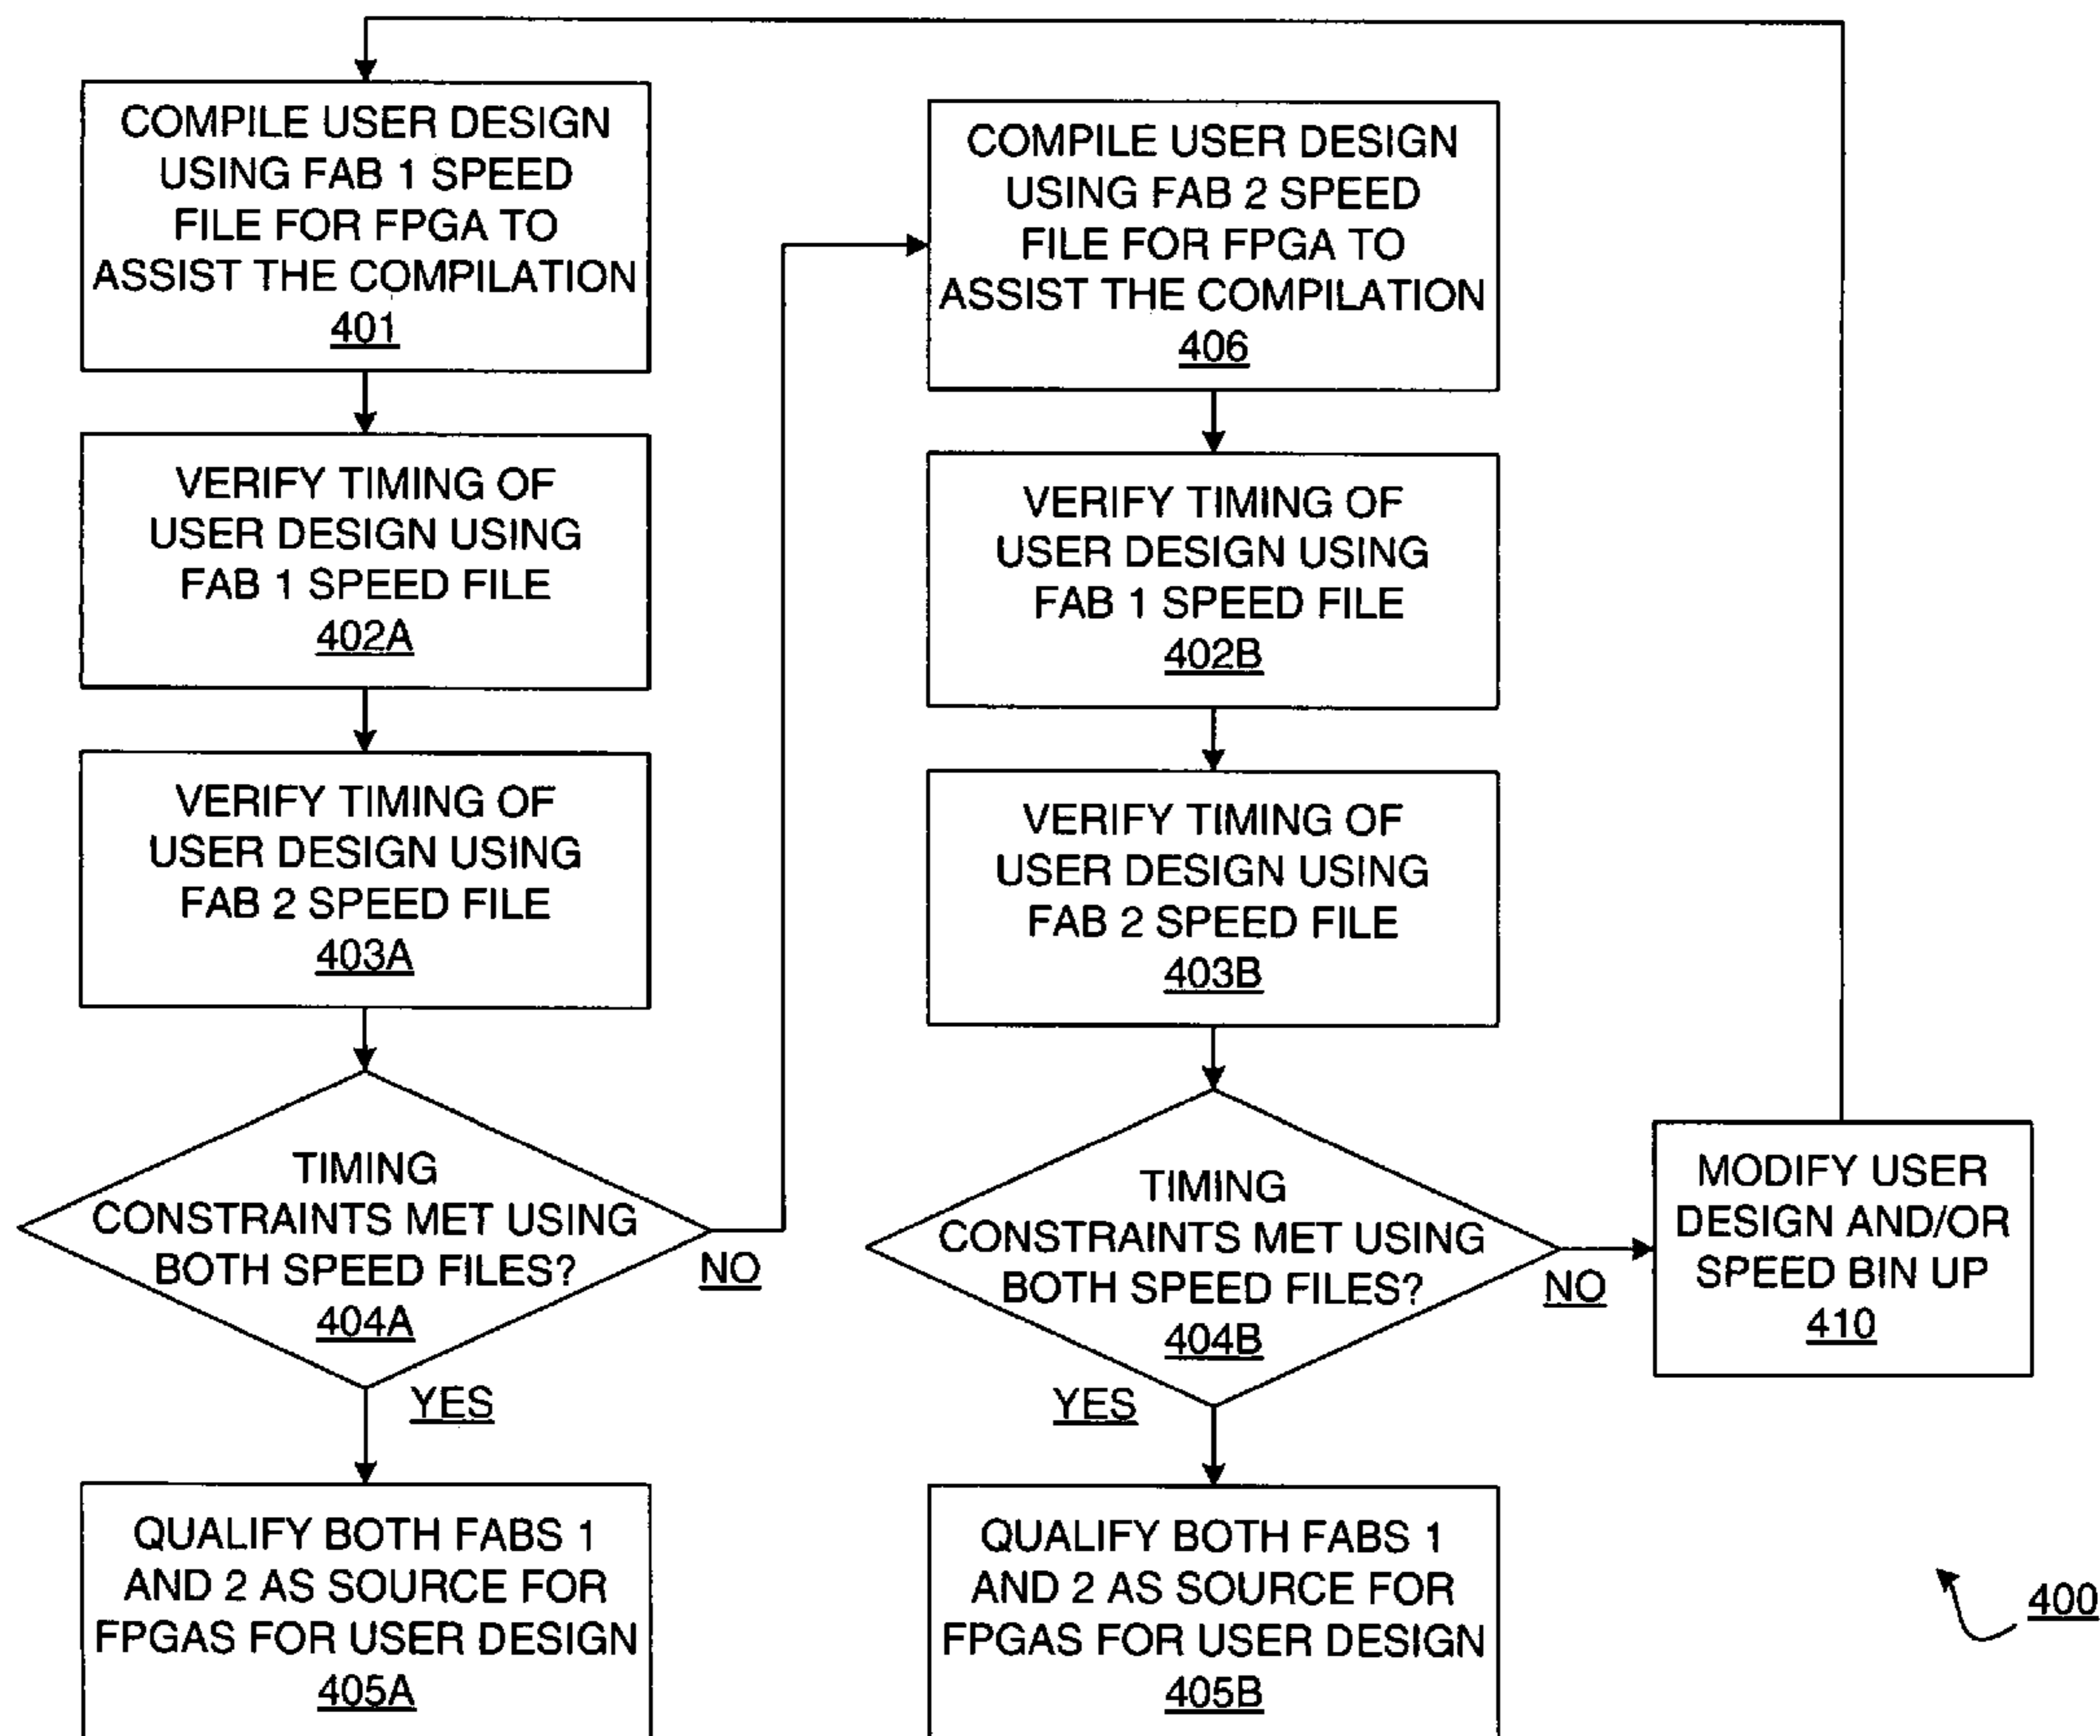 COMPILE USER DESIGN
USING FAB 1 SPEED
FILE FOR FPGA TO
ASSIST THE COMPILATION
401
VERIFY TIMING OF
USER DESIGN USING
FAB 1 SPEED FILE
402A
VERIFY TIMING OF
USER DESIGN USING
FAB 2 SPEED FILE
403A
TIMING
CONSTRAINTS MET USING
BOTH SPEED FILES?
404A
NO
YES
QUALIFY BOTH FABS 1
AND 2 AS SOURCE FOR
FPGAS FOR USER DESIGN
405A
COMPILE USER DESIGN
USING FAB 2 SPEED
FILE FOR FPGA TO
ASSIST THE COMPILATION
406
VERIFY TIMING OF
USER DESIGN USING
FAB 1 SPEED FILE
402B
VERIFY TIMING OF
USER DESIGN USING
FAB 2 SPEED FILE
403B
TIMING
CONSTRAINTS MET USING
BOTH SPEED FILES?
404B
NO
YES
QUALIFY BOTH FABS 1
AND 2 AS SOURCE FOR
FPGAS FOR USER DESIGN
405B
MODIFY USER
DESIGN AND/OR
SPEED BIN UP
410
400